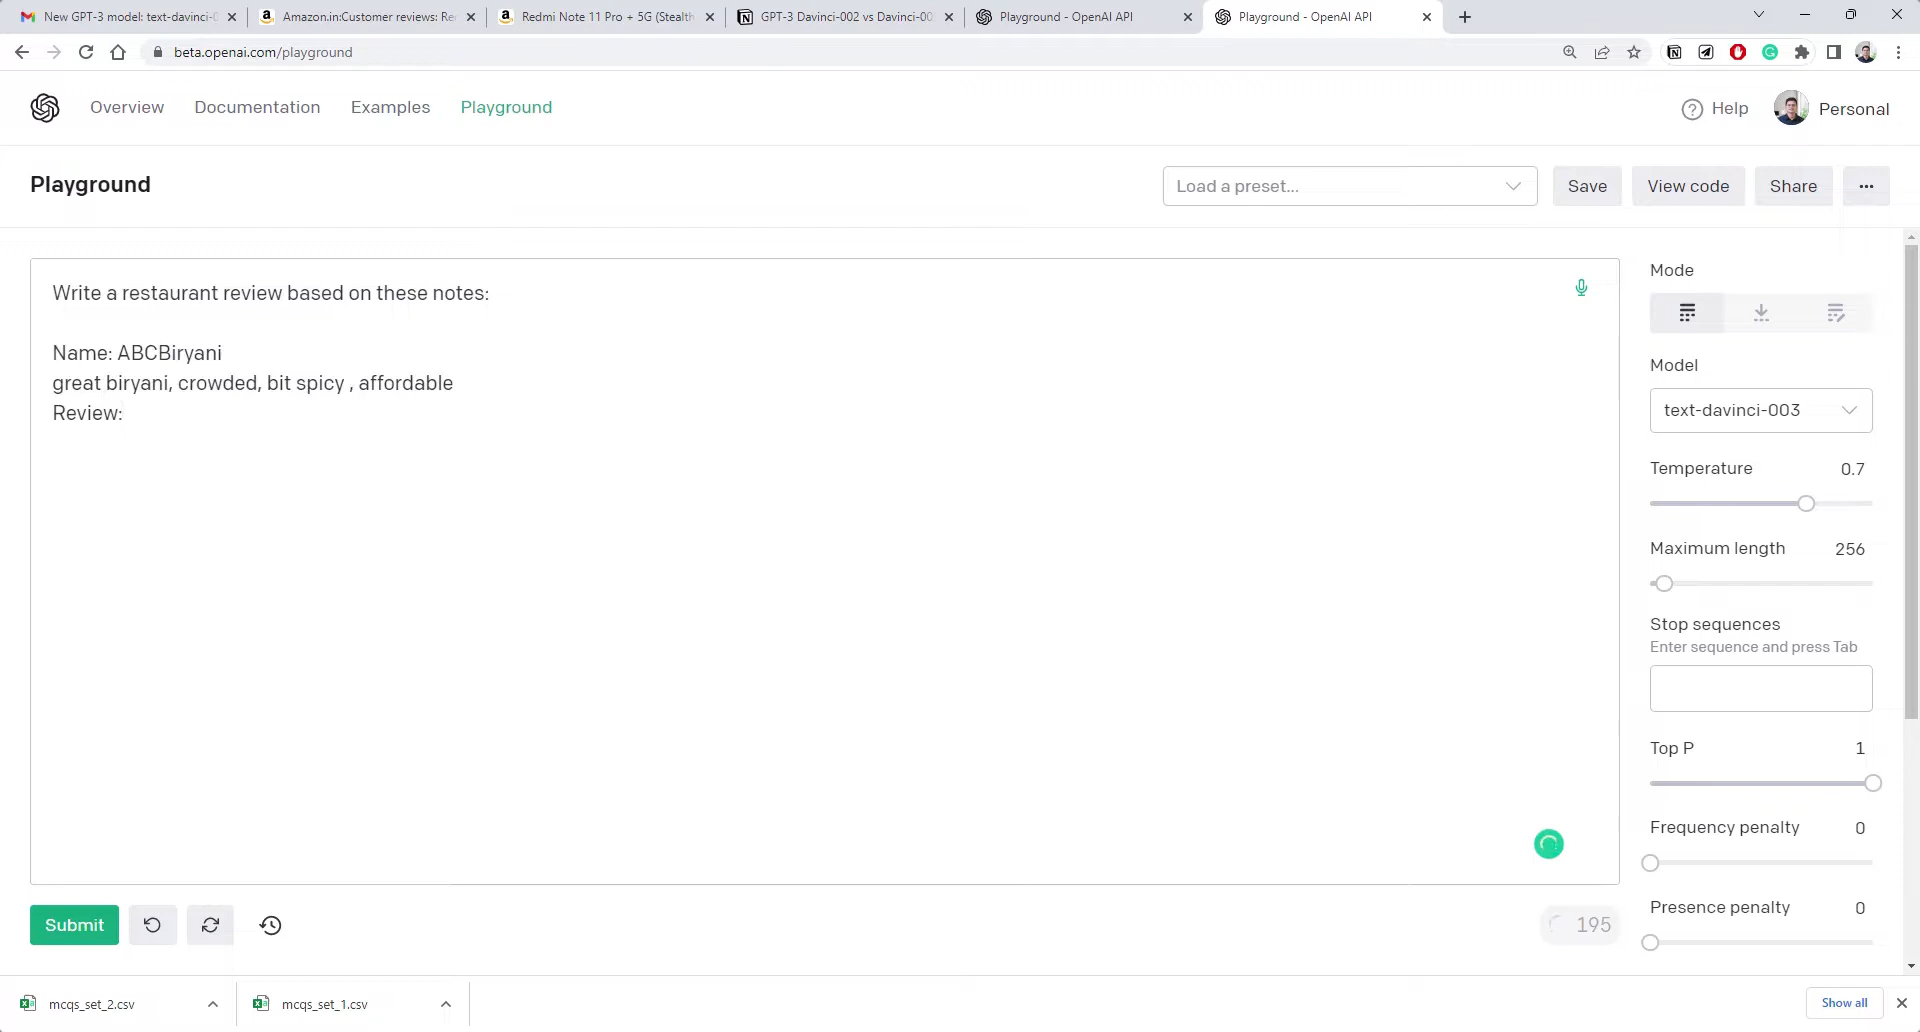 New GPT-3 model: text-davinci-0
Amazon.in:Customer reviews: Re
Redmi Note 11 Pro + 5G (Stealth
GPT-3 Davinci-002 vs Davinci-00
Playground - OpenAI API
Playground - OpenAI API
beta.openai.com/playground
Overview
Documentation
Examples
Playground
Help
Personal
Playground
Load a preset...
Save
View code
Share
Write a restaurant review based on these notes:
Name: ABCBiryani
great biryani, crowded, bit spicy , affordable
Review:
Mode
Model
text-davinci-003
Temperature 0.7
Maximum length 256
Stop sequences
Enter sequence and press Tab
Top P 1
Frequency penalty 0
Presence penalty 0
Submit
195
mcqs_set_2.csv
mcqs_set_1.csv
Show all